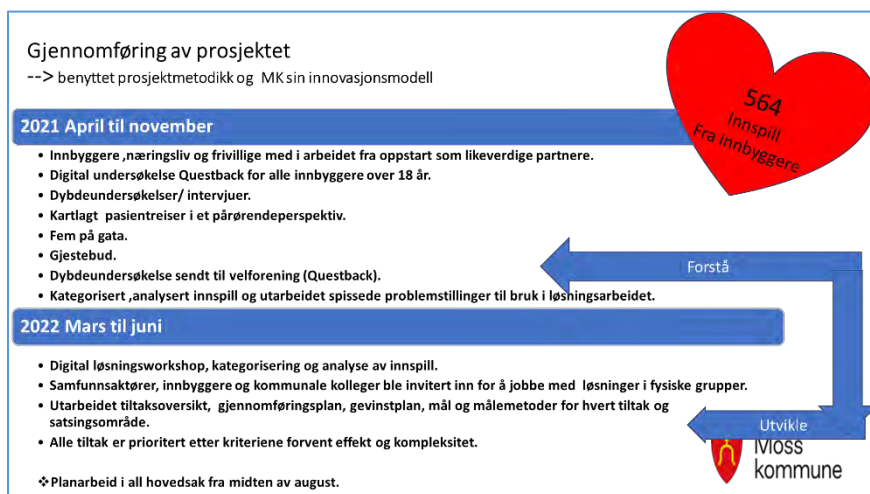 Gjennomføring av prosjektet
--> benyttet prosjektmetodikk og MK sin innovasjonsmodell
564
Innspill
Fra innbyggere
2021 April til november
• Innbyggere ,næringsliv og frivillige med i arbeidet fra oppstart som likeverdige partnere.
• Digital undersøkelse Questback for alle innbyggere over 18 år.
• Dybdeundersøkelser/ intervjuer.
• Kartlagt pasientreiser i et pårørendeperspektiv.
• Fem på gata.
• Gjestebud.
• Dybdeundersøkelse sendt til velforening (Questback).
• Kategorisert ,analysert innspill og utarbeidet spissede problemstillinger til bruk i løsningsarbeidet.
Forstå
2022 Mars til juni
• Digital løsningsworkshop, kategorisering og analyse av innspill.
• Samfunnsaktører, innbyggere og kommunale kolleger ble invitert inn for å jobbe med løsninger i fysiske grupper.
• Utarbeidet tiltaksoversikt, gjennomføringsplan, gevinstplan, mål og målemetoder for hvert tiltak og
satsingsområde.
• Alle tiltak er prioritert etter kriteriene forvent effekt og kompleksitet.
Utvikle
Moss
kommune
❖Planarbeid i all hovedsak fra midten av august.